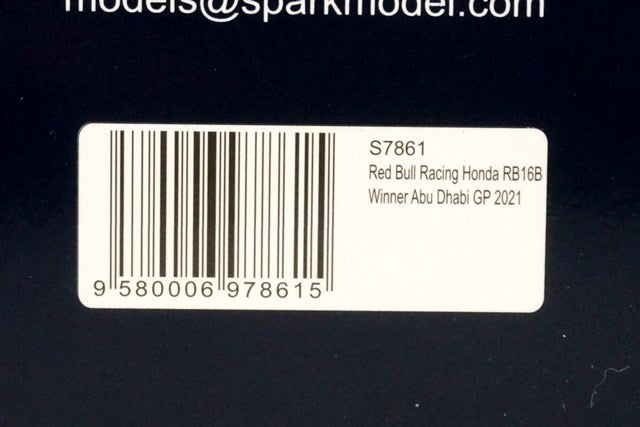 models@sparkmodel.com
S7861
Red Bull Racing Honda RB16B
Winner Abu Dhabi GP 2021
9 580006 978615